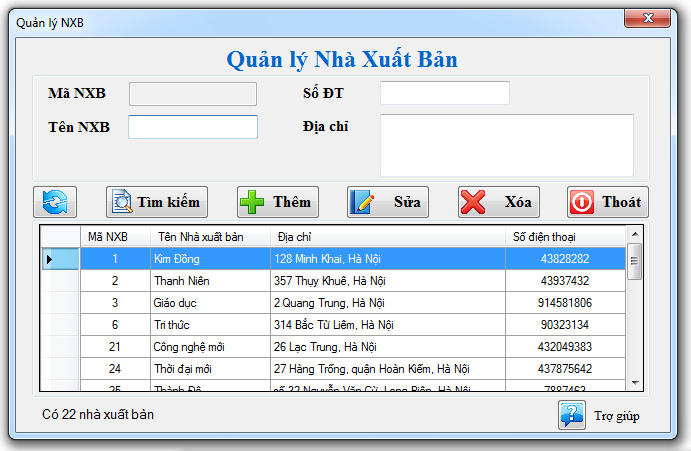 Quản lý NXB
Quản lý Nhà Xuất Bản
Mã NXB Số ĐT
Tên NXB Địa chỉ
Tìm kiếm Thêm Sửa Xóa Thoát
Mã NXB Tên Nhà xuất bản Địa chỉ Số điện thoại
1 Kim Đồng 128 Minh Khai, Hà Nội 43828282
2 Thanh Niên 357 Thụy Khuê, Hà Nội 43937432
3 Giáo dục 2 Quang Trung, Hà Nội 914581806
6 Tri thức 314 Bắc Từ Liêm, Hà Nội 90323134
21 Công nghệ mới 26 Lạc Trung, Hà Nội 432049383
24 Thời đại mới 27 Hàng Trống, quận Hoàn Kiếm, Hà Nội 437875642
25 Thành Đô số 32 Nguyễn Văn Cừ, Long Biên, Hà Nội 7887463
Có 22 nhà xuất bản Trợ giúp